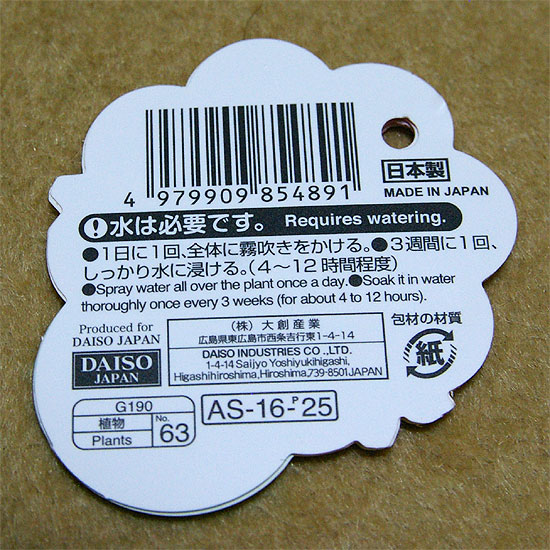 4 979909 854891
日本製
MADE IN JAPAN
!水は必要です。 Requires watering.
●1日に1回、全体に霧吹きをかける。●3週間に1回、
しっかり水に浸ける。(4～12時間程度)
●Spray water all over the plant once a day.●Soak it in water
thoroughly once every 3 weeks (for about 4 to 12 hours).
Produced for
DAISO JAPAN
DAISO
JAPAN
(株)大創産業
広島県東広島市西条吉行東1-4-14
DAISO INDUSTRIES CO.,LTD.
1-4-14 Saijyo Yoshiyukihigashi,
Higashihiroshima,Hiroshima,739-8501JAPAN
包材の材質
紙
G190
植物
Plants
No.
63
AS-16-P25